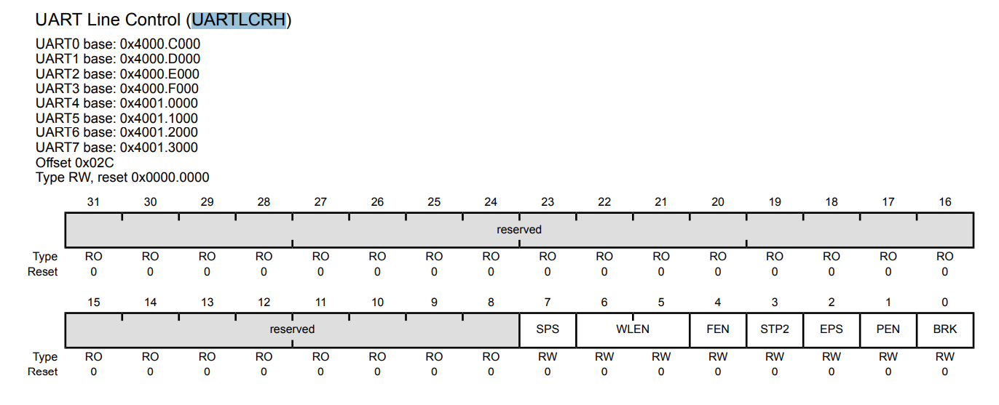 UART Line Control (UARTLCRH)
UART0 base: 0x4000.C000
UART1 base: 0x4000.D000
UART2 base: 0x4000.E000
UART3 base: 0x4000.F000
UART4 base: 0x4001.0000
UART5 base: 0x4001.1000
UART6 base: 0x4001.2000
UART7 base: 0x4001.3000
Offset 0x02C
Type RW, reset 0x0000.0000
31 30 29 28 27 26 25 24 23 22 21 20 19 18 17 16
reserved
Type RO RO RO RO RO RO RO RO RO RO RO RO RO RO RO RO
Reset 0 0 0 0 0 0 0 0 0 0 0 0 0 0 0 0
15 14 13 12 11 10 9 8 7 6 5 4 3 2 1 0
reserved SPS WLEN FEN STP2 EPS PEN BRK
Type RO RO RO RO RO RO RO RO RW RW RW RW RW RW RW RW
Reset 0 0 0 0 0 0 0 0 0 0 0 0 0 0 0 0